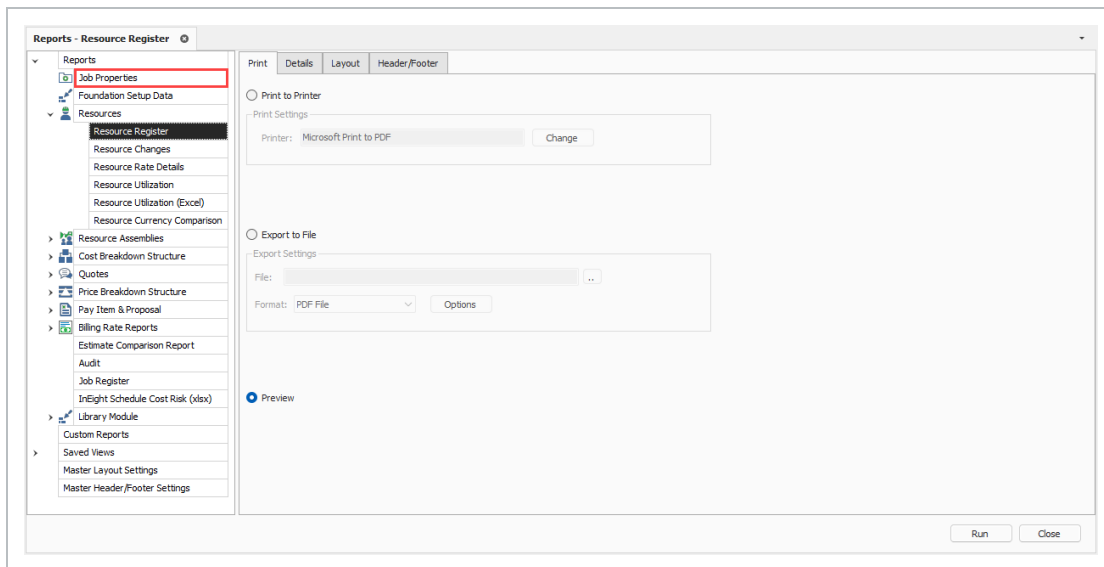 Reports - Resource Register
Reports
Job Properties
Foundation Setup Data
Resources
Resource Register
Resource Changes
Resource Rate Details
Resource Utilization
Resource Utilization (Excel)
Resource Currency Comparison
Resource Assemblies
Cost Breakdown Structure
Quotes
Price Breakdown Structure
Pay Item & Proposal
Billing Rate Reports
Estimate Comparison Report
Audit
Job Register
InEight Schedule Cost Risk (xlsx)
Library Module
Custom Reports
Saved Views
Master Layout Settings
Master Header/Footer Settings
Print Details Layout Header/Footer
Print to Printer
Print Settings
Printer: Microsoft Print to PDF Change
Export to File
Export Settings
File: ..
Format: PDF File Options
Preview
Run Close